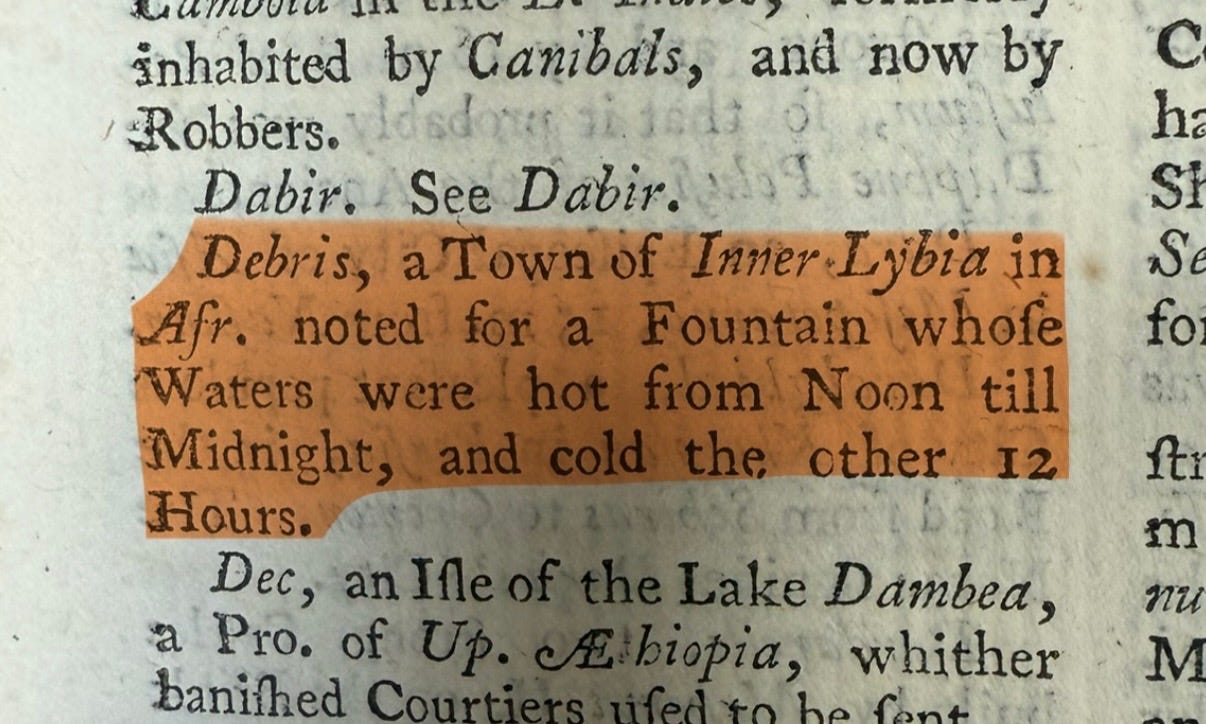 inhabited by Canibals, and now by
Robbers.
Dabir. See Dabir.
Debris, a Town of Inner Lybia in
Afr. noted for a Fountain whoſe
Waters were hot from Noon till
Midnight, and cold the other 12
Hours.
Dec, an Iſle of the Lake Dambea,
a Pro. of Up. Æthiopia, whither
baniſhed Courtiers uſed to be ſent.